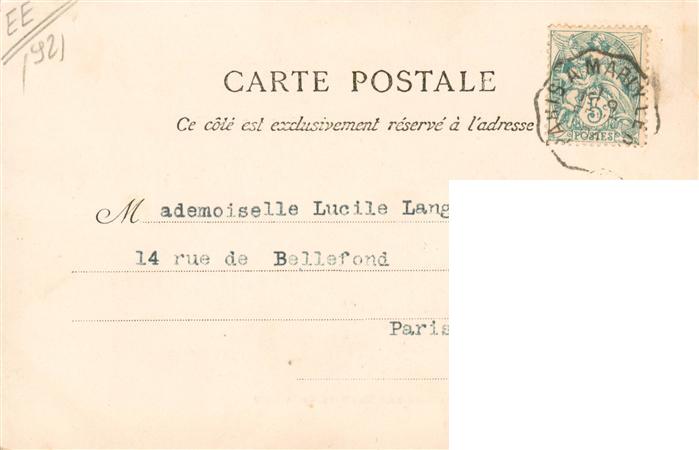 EE
1921
CARTE POSTALE
Ce côté est exclusivement réservé à l'adresse
5
POSTES
PARIS A
Mademoiselle Lucile Lang
14 rue de Bellefond
Paris